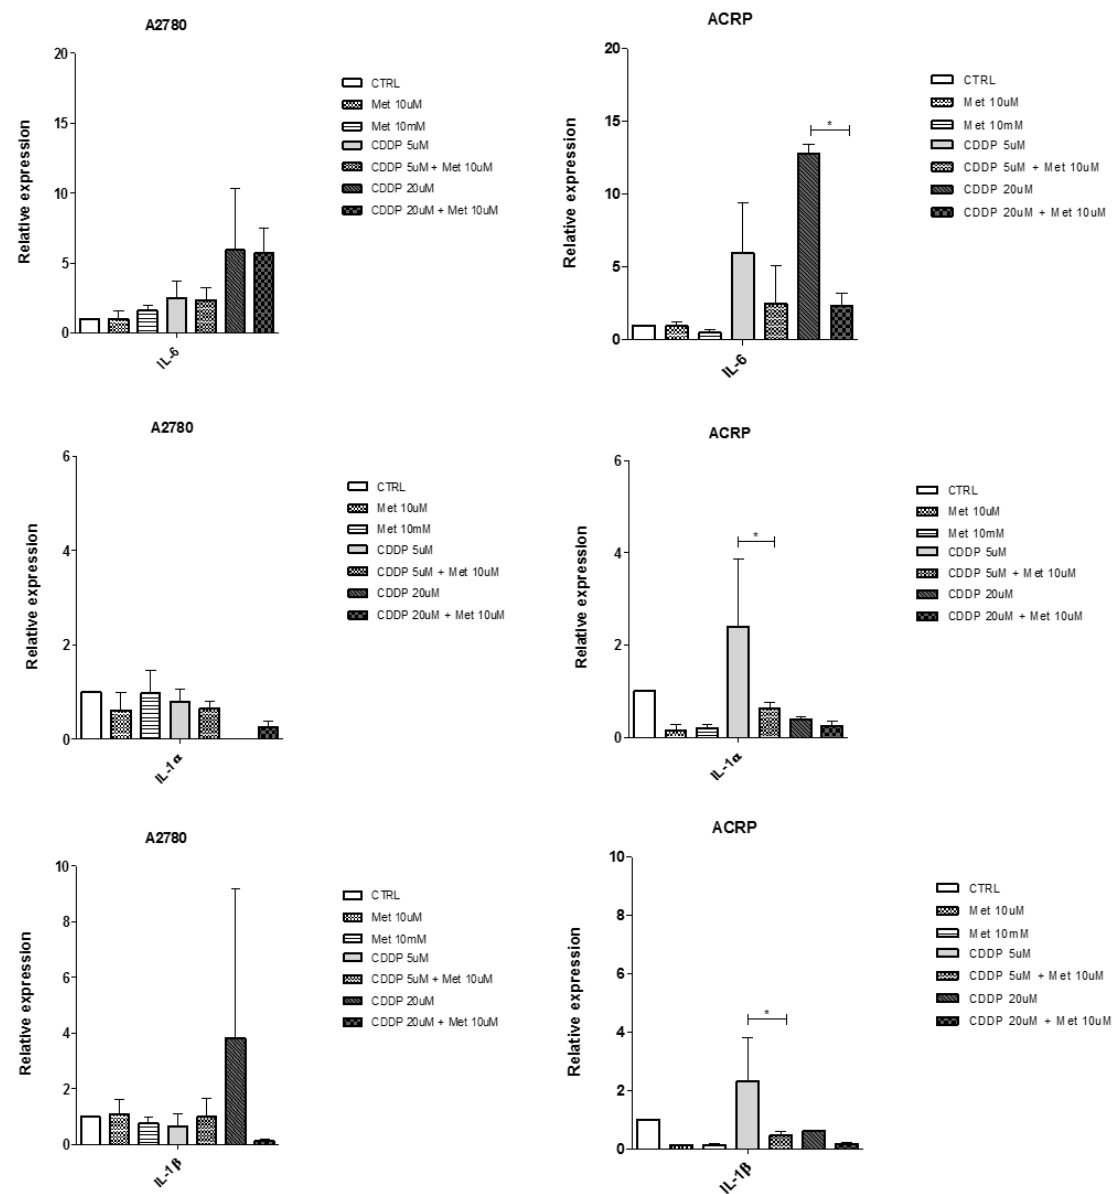 A2780
20
15
10
5
0
Relative expression
IL-6
CTRL
Met 10uM
Met 10mM
CDDP 5uM
CDDP 5uM + Met 10uM
CDDP 20uM
CDDP 20uM + Met 10uM
ACRP
20
15
10
5
0
Relative expression
*
IL-6
CTRL
Met 10uM
Met 10mM
CDDP 5uM
CDDP 5uM + Met 10uM
CDDP 20uM
CDDP 20uM + Met 10uM
A2780
6
4
2
0
Relative expression
IL-1α
CTRL
Met 10uM
Met 10mM
CDDP 5uM
CDDP 5uM + Met 10uM
CDDP 20uM
CDDP 20uM + Met 10uM
ACRP
6
4
2
0
Relative expression
*
IL-1α
CTRL
Met 10uM
Met 10mM
CDDP 5uM
CDDP 5uM + Met 10uM
CDDP 20uM
CDDP 20uM + Met 10uM
A2780
10
8
6
4
2
0
Relative expression
IL-1β
CTRL
Met 10uM
Met 10mM
CDDP 5uM
CDDP 5uM + Met 10uM
CDDP 20uM
CDDP 20uM + Met 10uM
ACRP
10
8
6
4
2
0
Relative expression
*
IL-1β
CTRL
Met 10uM
Met 10mM
CDDP 5uM
CDDP 5uM + Met 10uM
CDDP 20uM
CDDP 20uM + Met 10uM